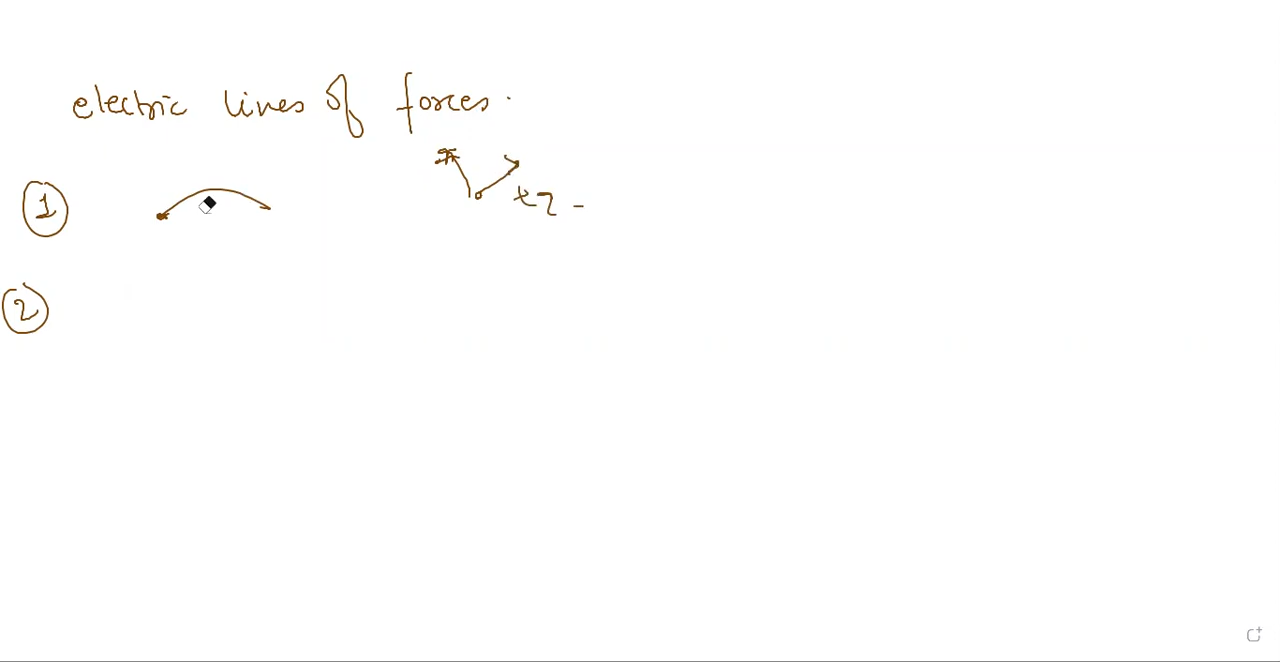 electric lines of forces.
1
+q -
2